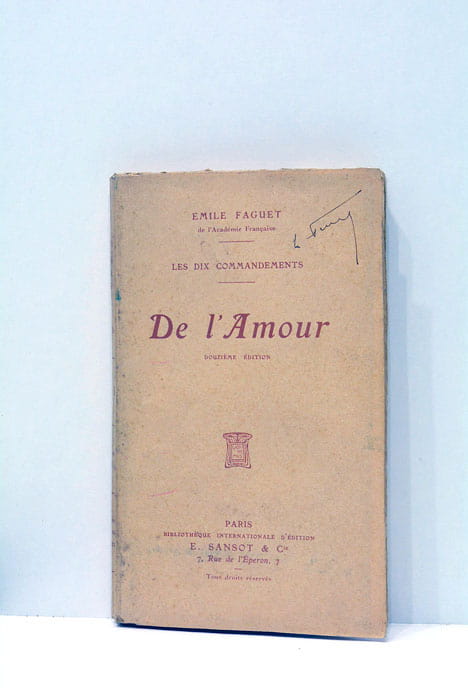 EMILE FAGUET
de l'Académie Française
LES DIX COMMANDEMENTS
De l'Amour
DOUZIÈME ÉDITION
PARIS
BIBLIOTHÈQUE INTERNATIONALE D'ÉDITION
E. SANSOT & Cie
7, Rue de l'Éperon, 7
Tous droits réservés